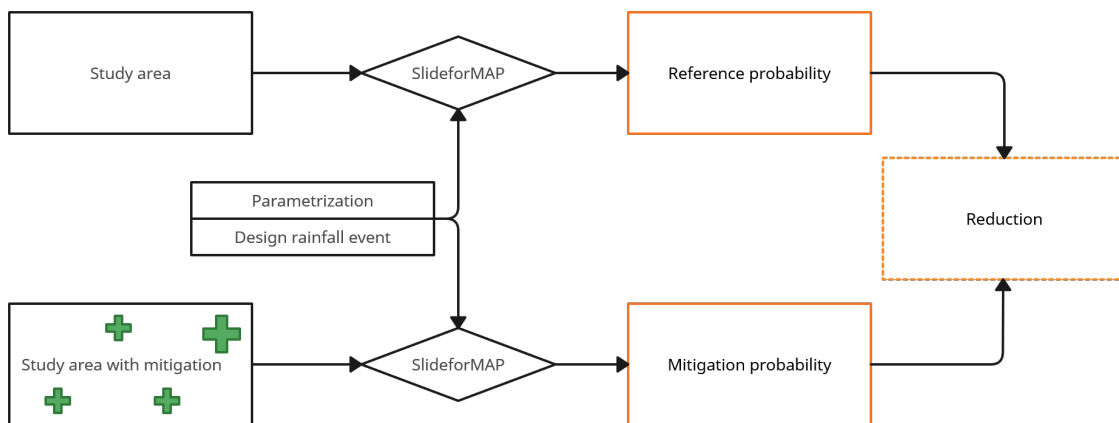 Study area
SlideforMAP
Reference probability
Parametrization
Design rainfall event
Reduction
Study area with mitigation
SlideforMAP
Mitigation probability